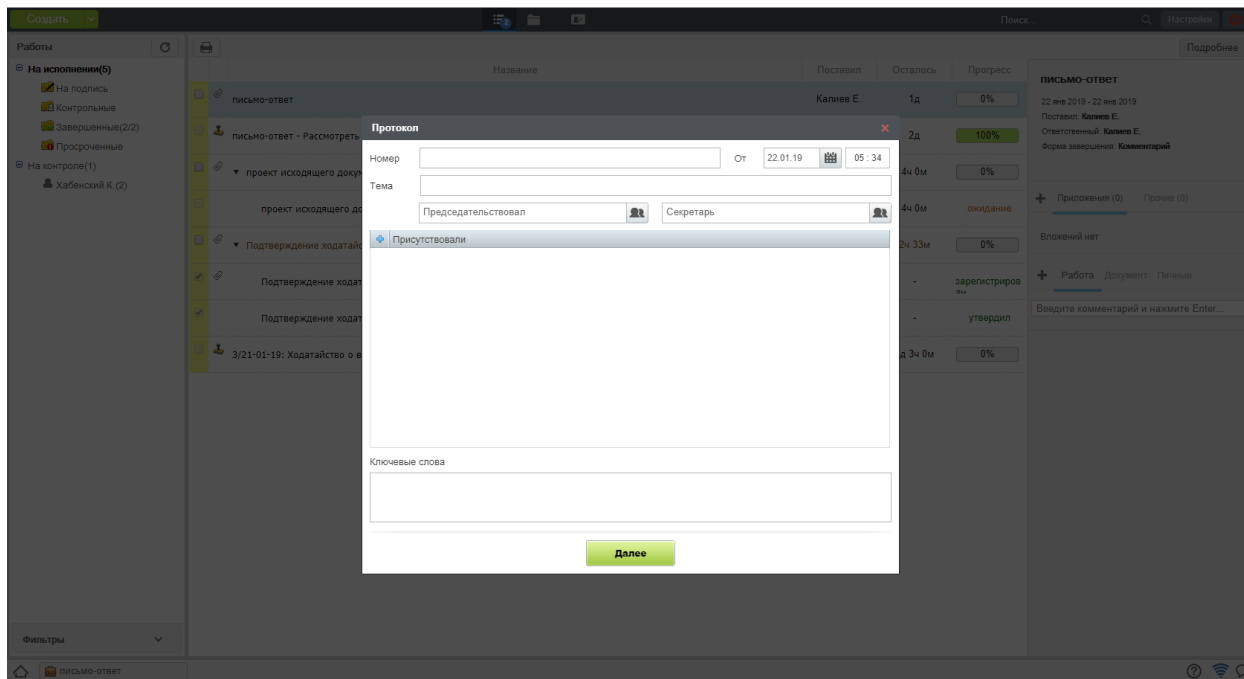 Создать
2
Поиск...
Настройки
Работы
Подробнее
На исполнении(5)
На подпись
Контрольные
Завершенные(2/2)
Просроченные
На контроле(1)
Хабенский К.(2)
Название Поставил Осталось Прогресс
письмо-ответ Калиев Е. 1д 0%
письмо-ответ - Рассмотреть 2д 100%
проект исходящего 4ч 0м 0%
проект исходящего 4ч 0м ожидание
Подтверждение 2ч 33м 0%
Подтверждение - зарегистриров
Подтверждение - утвердил
3/21-01-19: Ходатайство о в д 3ч 0м 0%
письмо-ответ
22 янв 2019 - 22 янв 2019
Поставил: Калиев Е.
Ответственный: Калиев Е.
Форма завершения: Комментарий
Приложения (0) Прочие (0)
Вложений нет
Работа Документ Личные
Введите комментарий и нажмите Enter...
Протокол
Номер От 22.01.19 05 : 34
Тема
Председательствовал Секретарь
Присутствовали
Ключевые слова
Далее
Фильтры
письмо-ответ